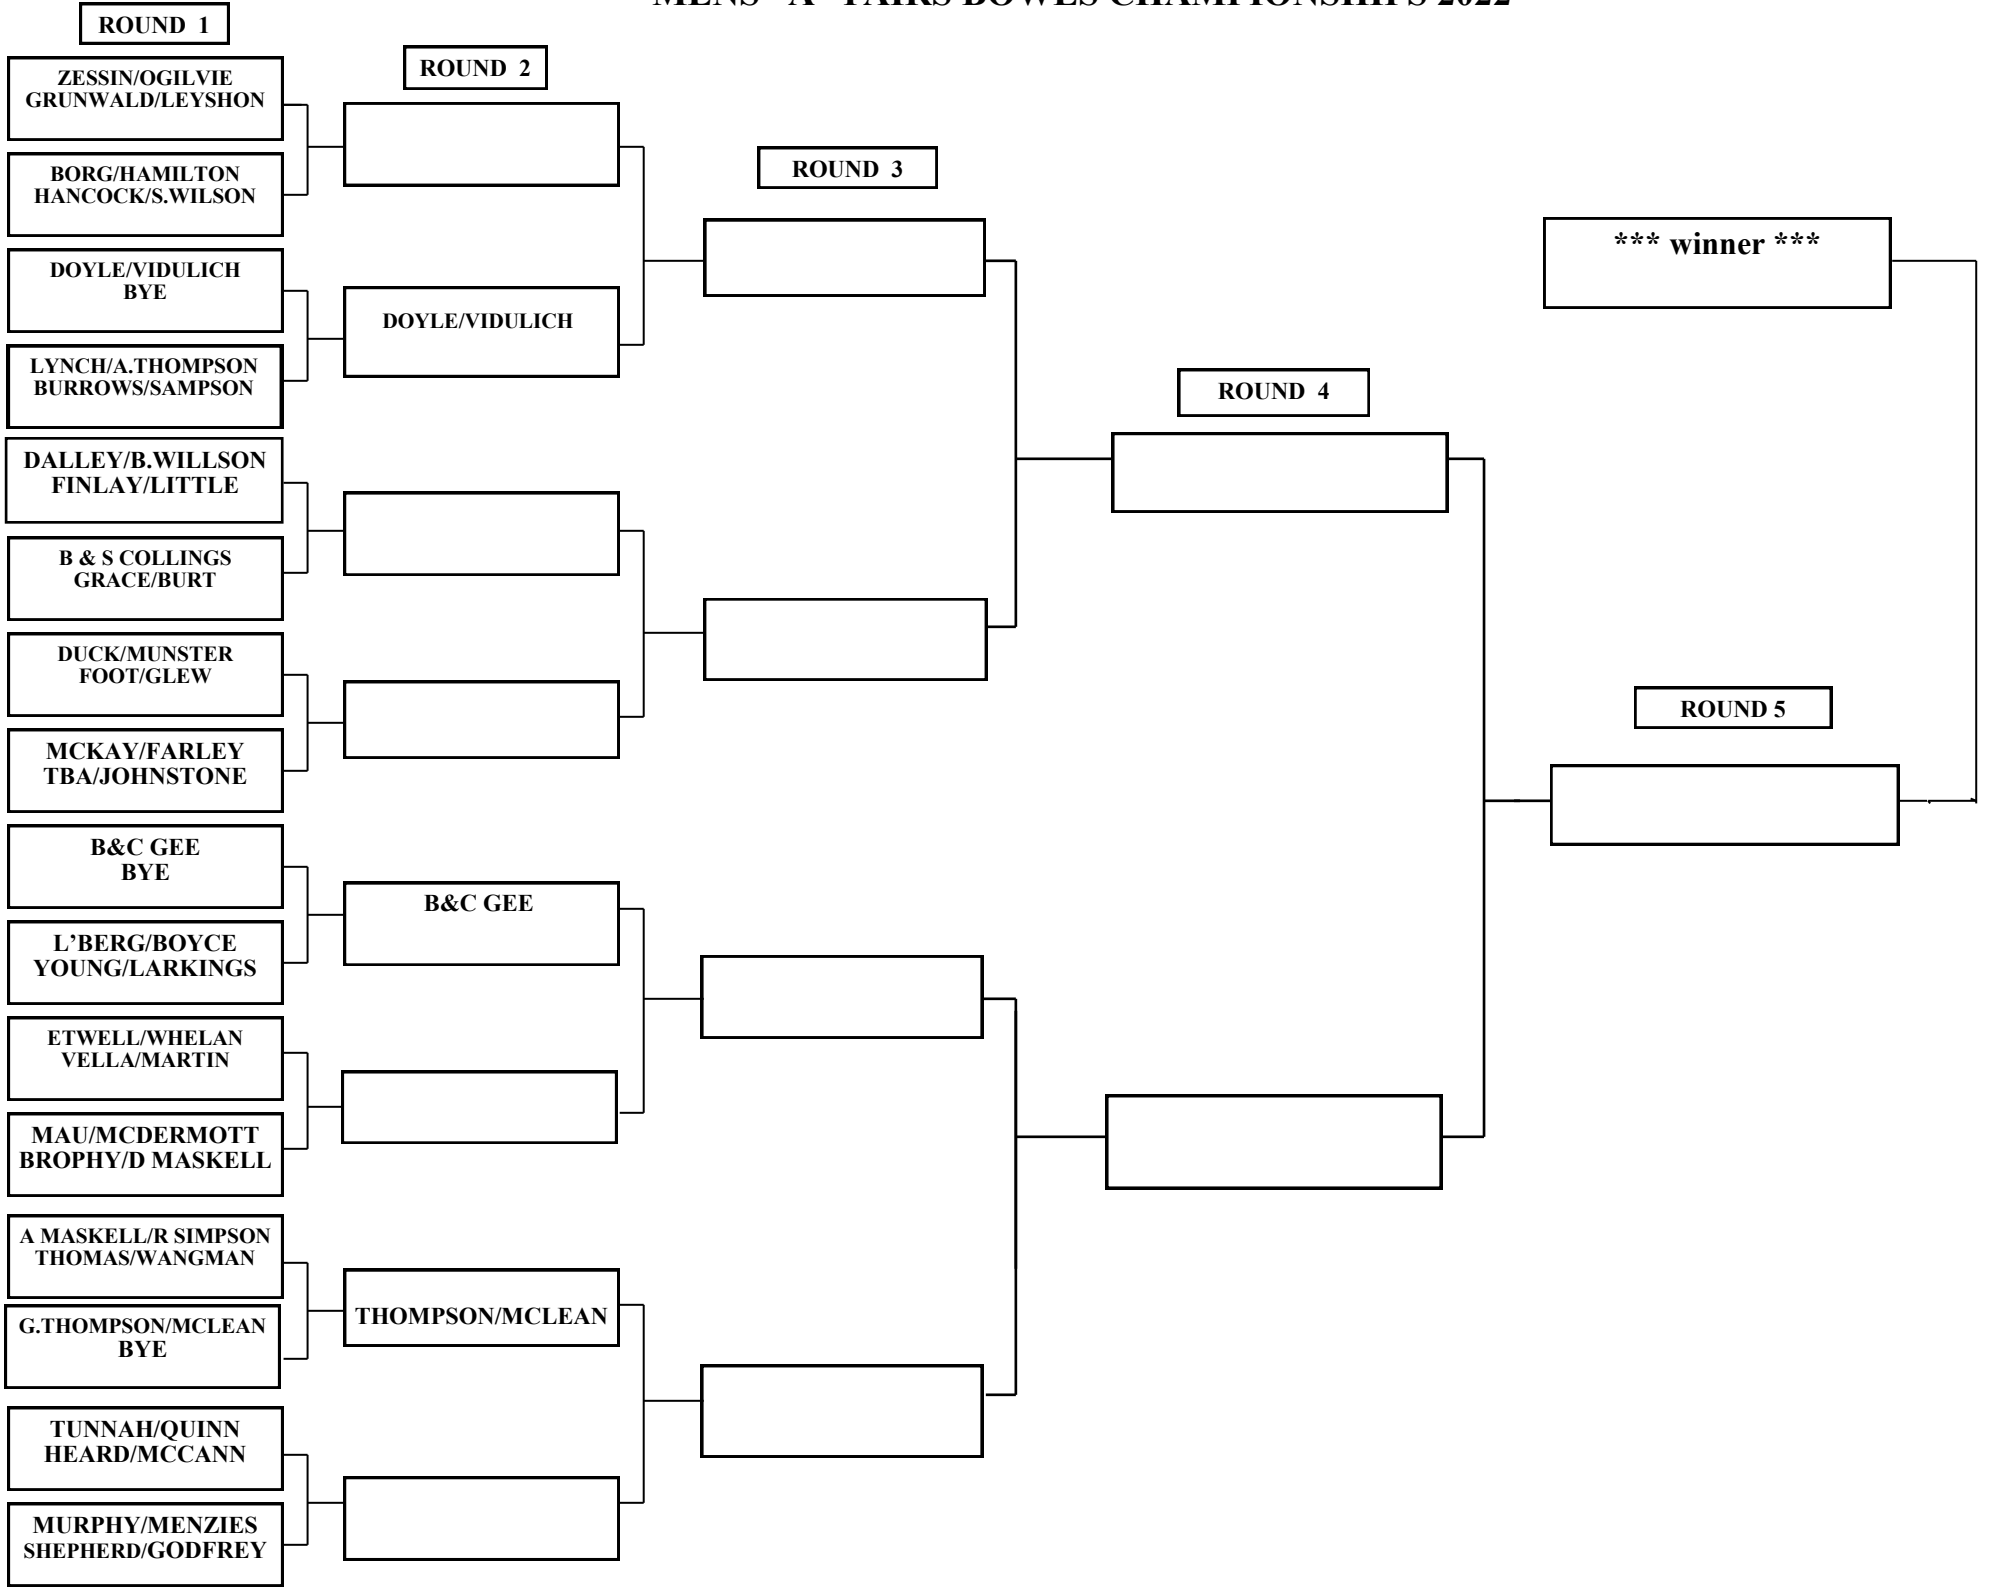 MENS "A" PAIRS BOWLS CHAMPIONSHIPS 2022
ROUND 1
ZESSIN/OGILVIE
GRUNWALD/LEYSHON
BORG/HAMILTON
HANCOCK/S.WILSON
DOYLE/VIDULICH
BYE
LYNCH/A.THOMPSON
BURROWS/SAMPSON
DALLEY/B.WILLSON
FINLAY/LITTLE
B & S COLLINGS
GRACE/BURT
DUCK/MUNSTER
FOOT/GLEW
MCKAY/FARLEY
TBA/JOHNSTONE
B&C GEE
BYE
L’BERG/BOYCE
YOUNG/LARKINGS
ETWELL/WHELAN
VELLA/MARTIN
MAU/MCDERMOTT
BROPHY/D MASKELL
A MASKELL/R SIMPSON
THOMAS/WANGMAN
G.THOMPSON/MCLEAN
BYE
TUNNAH/QUINN
HEARD/MCCANN
MURPHY/MENZIES
SHEPHERD/GODFREY
ROUND 2
DOYLE/VIDULICH
B&C GEE
THOMPSON/MCLEAN
ROUND 3
ROUND 4
ROUND 5
*** winner ***